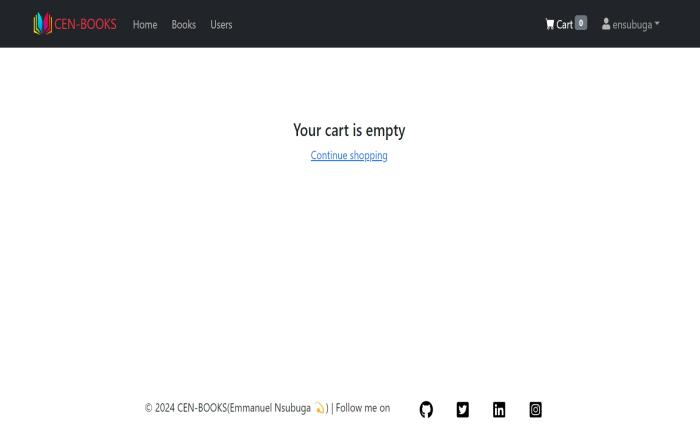 CEN-BOOKS Home Books Users Cart 0 ensubuga
Your cart is empty
Continue shopping
© 2024 CEN-BOOKS(Emmanuel Nsubuga 💫) | Follow me on